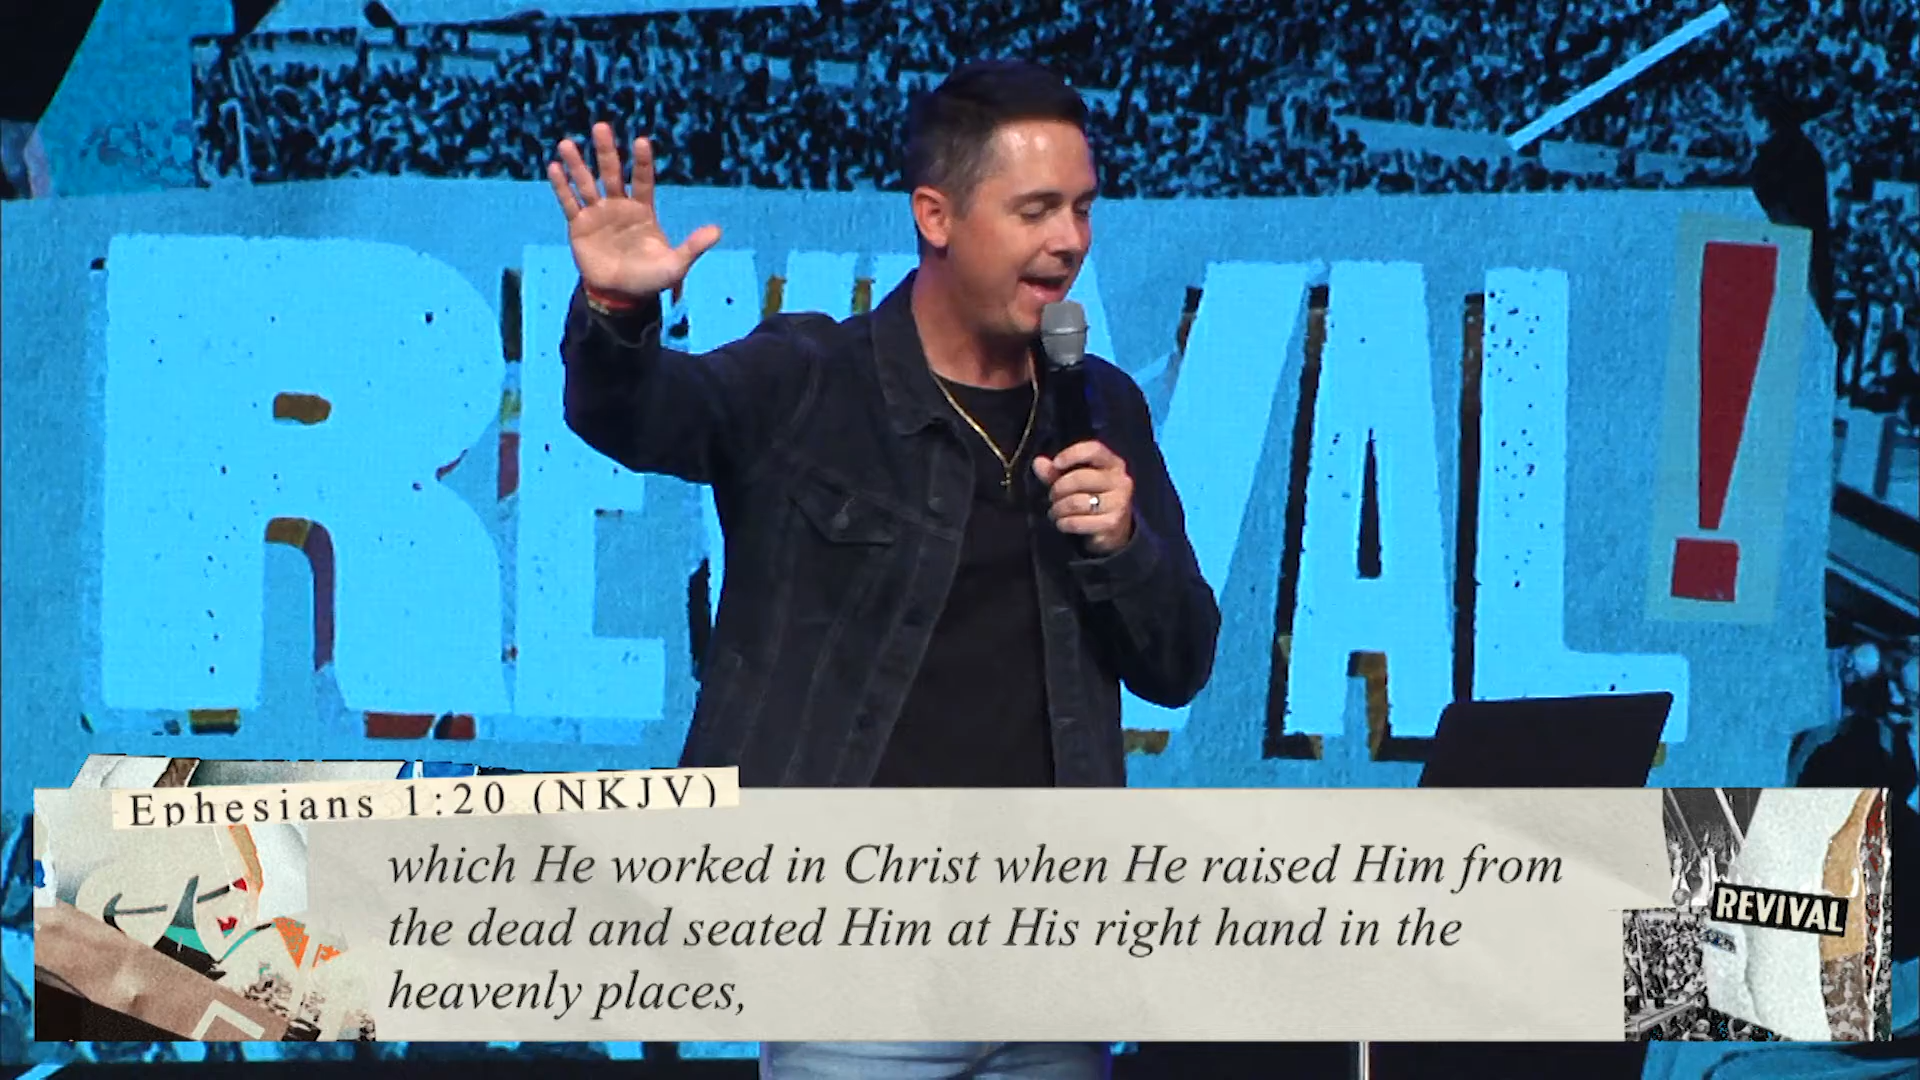 REVIVAL!
Ephesians 1:20 (NKJV)
which He worked in Christ when He raised Him from
the dead and seated Him at His right hand in the
heavenly places,
REVIVAL